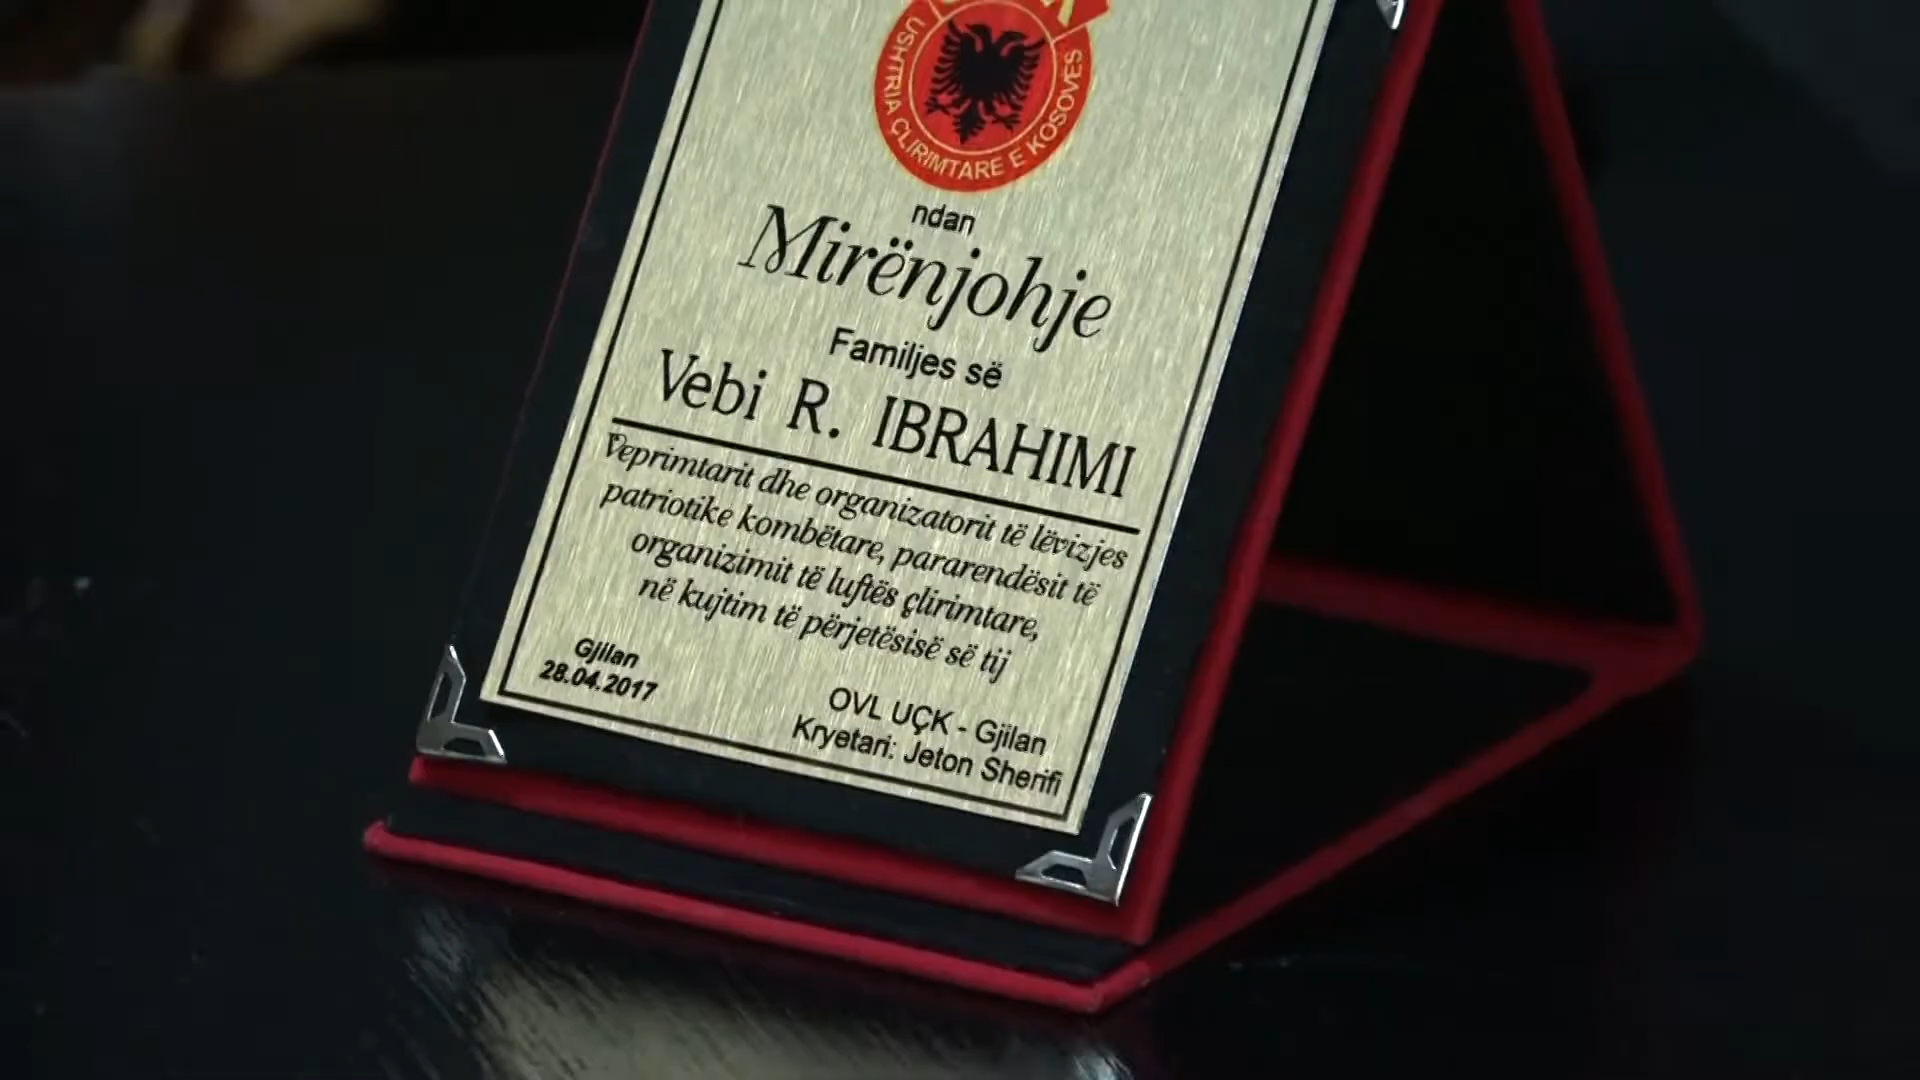 USHTRIA ÇLIRIMTARE E KOSOVËS
ndan
Mirënjohje
Familjes së
Vebi R. IBRAHIMI
Veprimtarit dhe organizatorit të lëvizjes
patriotike kombëtare, pararendësit të
organizimit të luftës çlirimtare,
në kujtim të përjetësisë së tij
Gjilan
28.04.2017
OVL UÇK - Gjilan
Kryetari: Jeton Sherifi